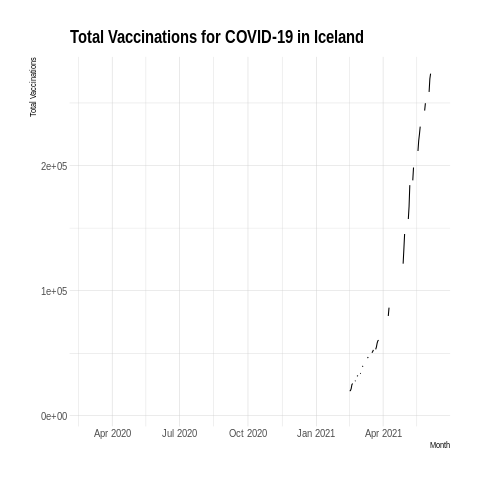 Total Vaccinations for COVID-19 in Iceland
Total Vaccinations
2e+05
1e+05
0e+00
Apr 2020 Jul 2020 Oct 2020 Jan 2021 Apr 2021
Month